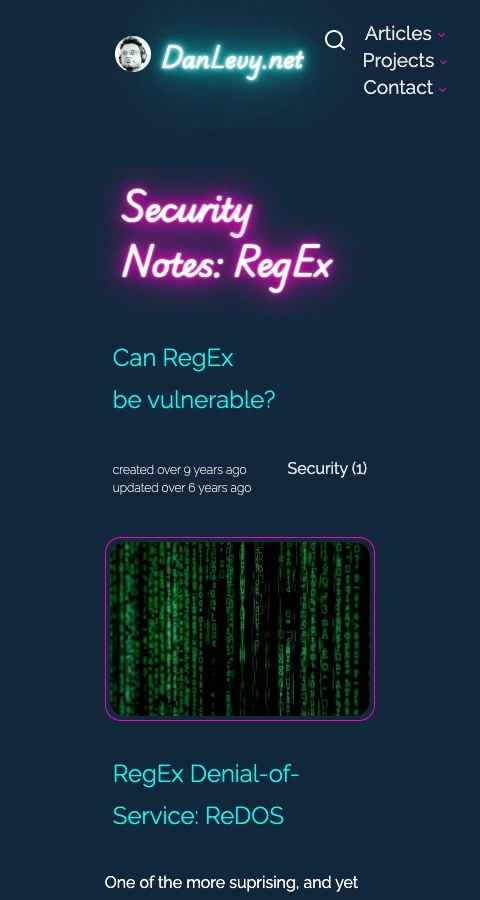 DanLevy.net
Articles
Projects
Contact
Security
Notes: RegEx
Can RegEx
be vulnerable?
created over 9 years ago
updated over 6 years ago
Security (1)
RegEx Denial-of-
Service: ReDOS
One of the more suprising, and yet